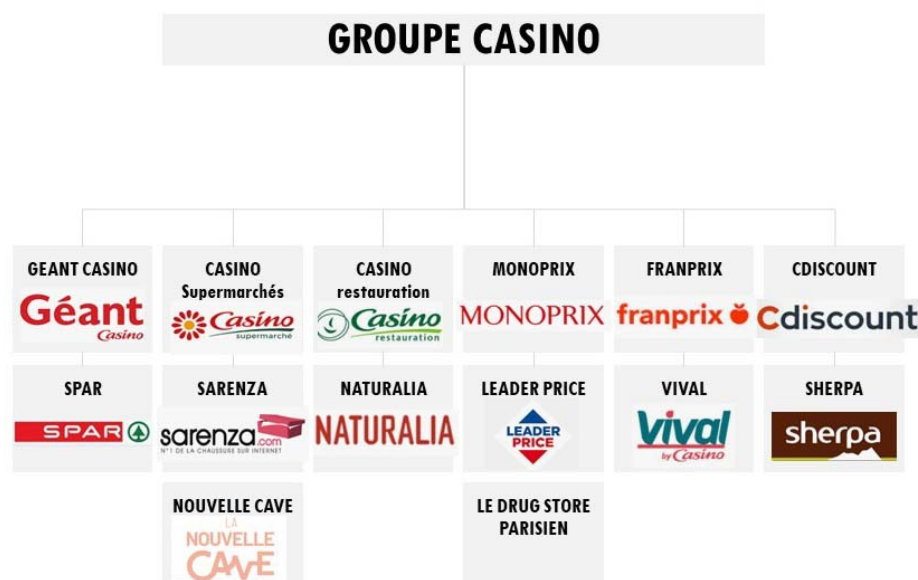 GROUPE CASINO
GEANT CASINO
Géant
Casino
CASINO
Supermarchés
Casino
supermarché
CASINO
restauration
Casino
restauration
MONOPRIX
MONOPRIX
FRANPRIX
franprix
CDISCOUNT
Cdiscount
SPAR
SPAR
SARENZA
sarenza.com
N°1 DE LA CHAUSSURE SUR INTERNET
NATURALIA
NATURALIA
LEADER PRICE
LEADER
PRICE
VIVAL
Vival
by Casino
SHERPA
sherpa
NOUVELLE CAVE
LA
NOUVELLE
CAVE
LE DRUG STORE
PARISIEN